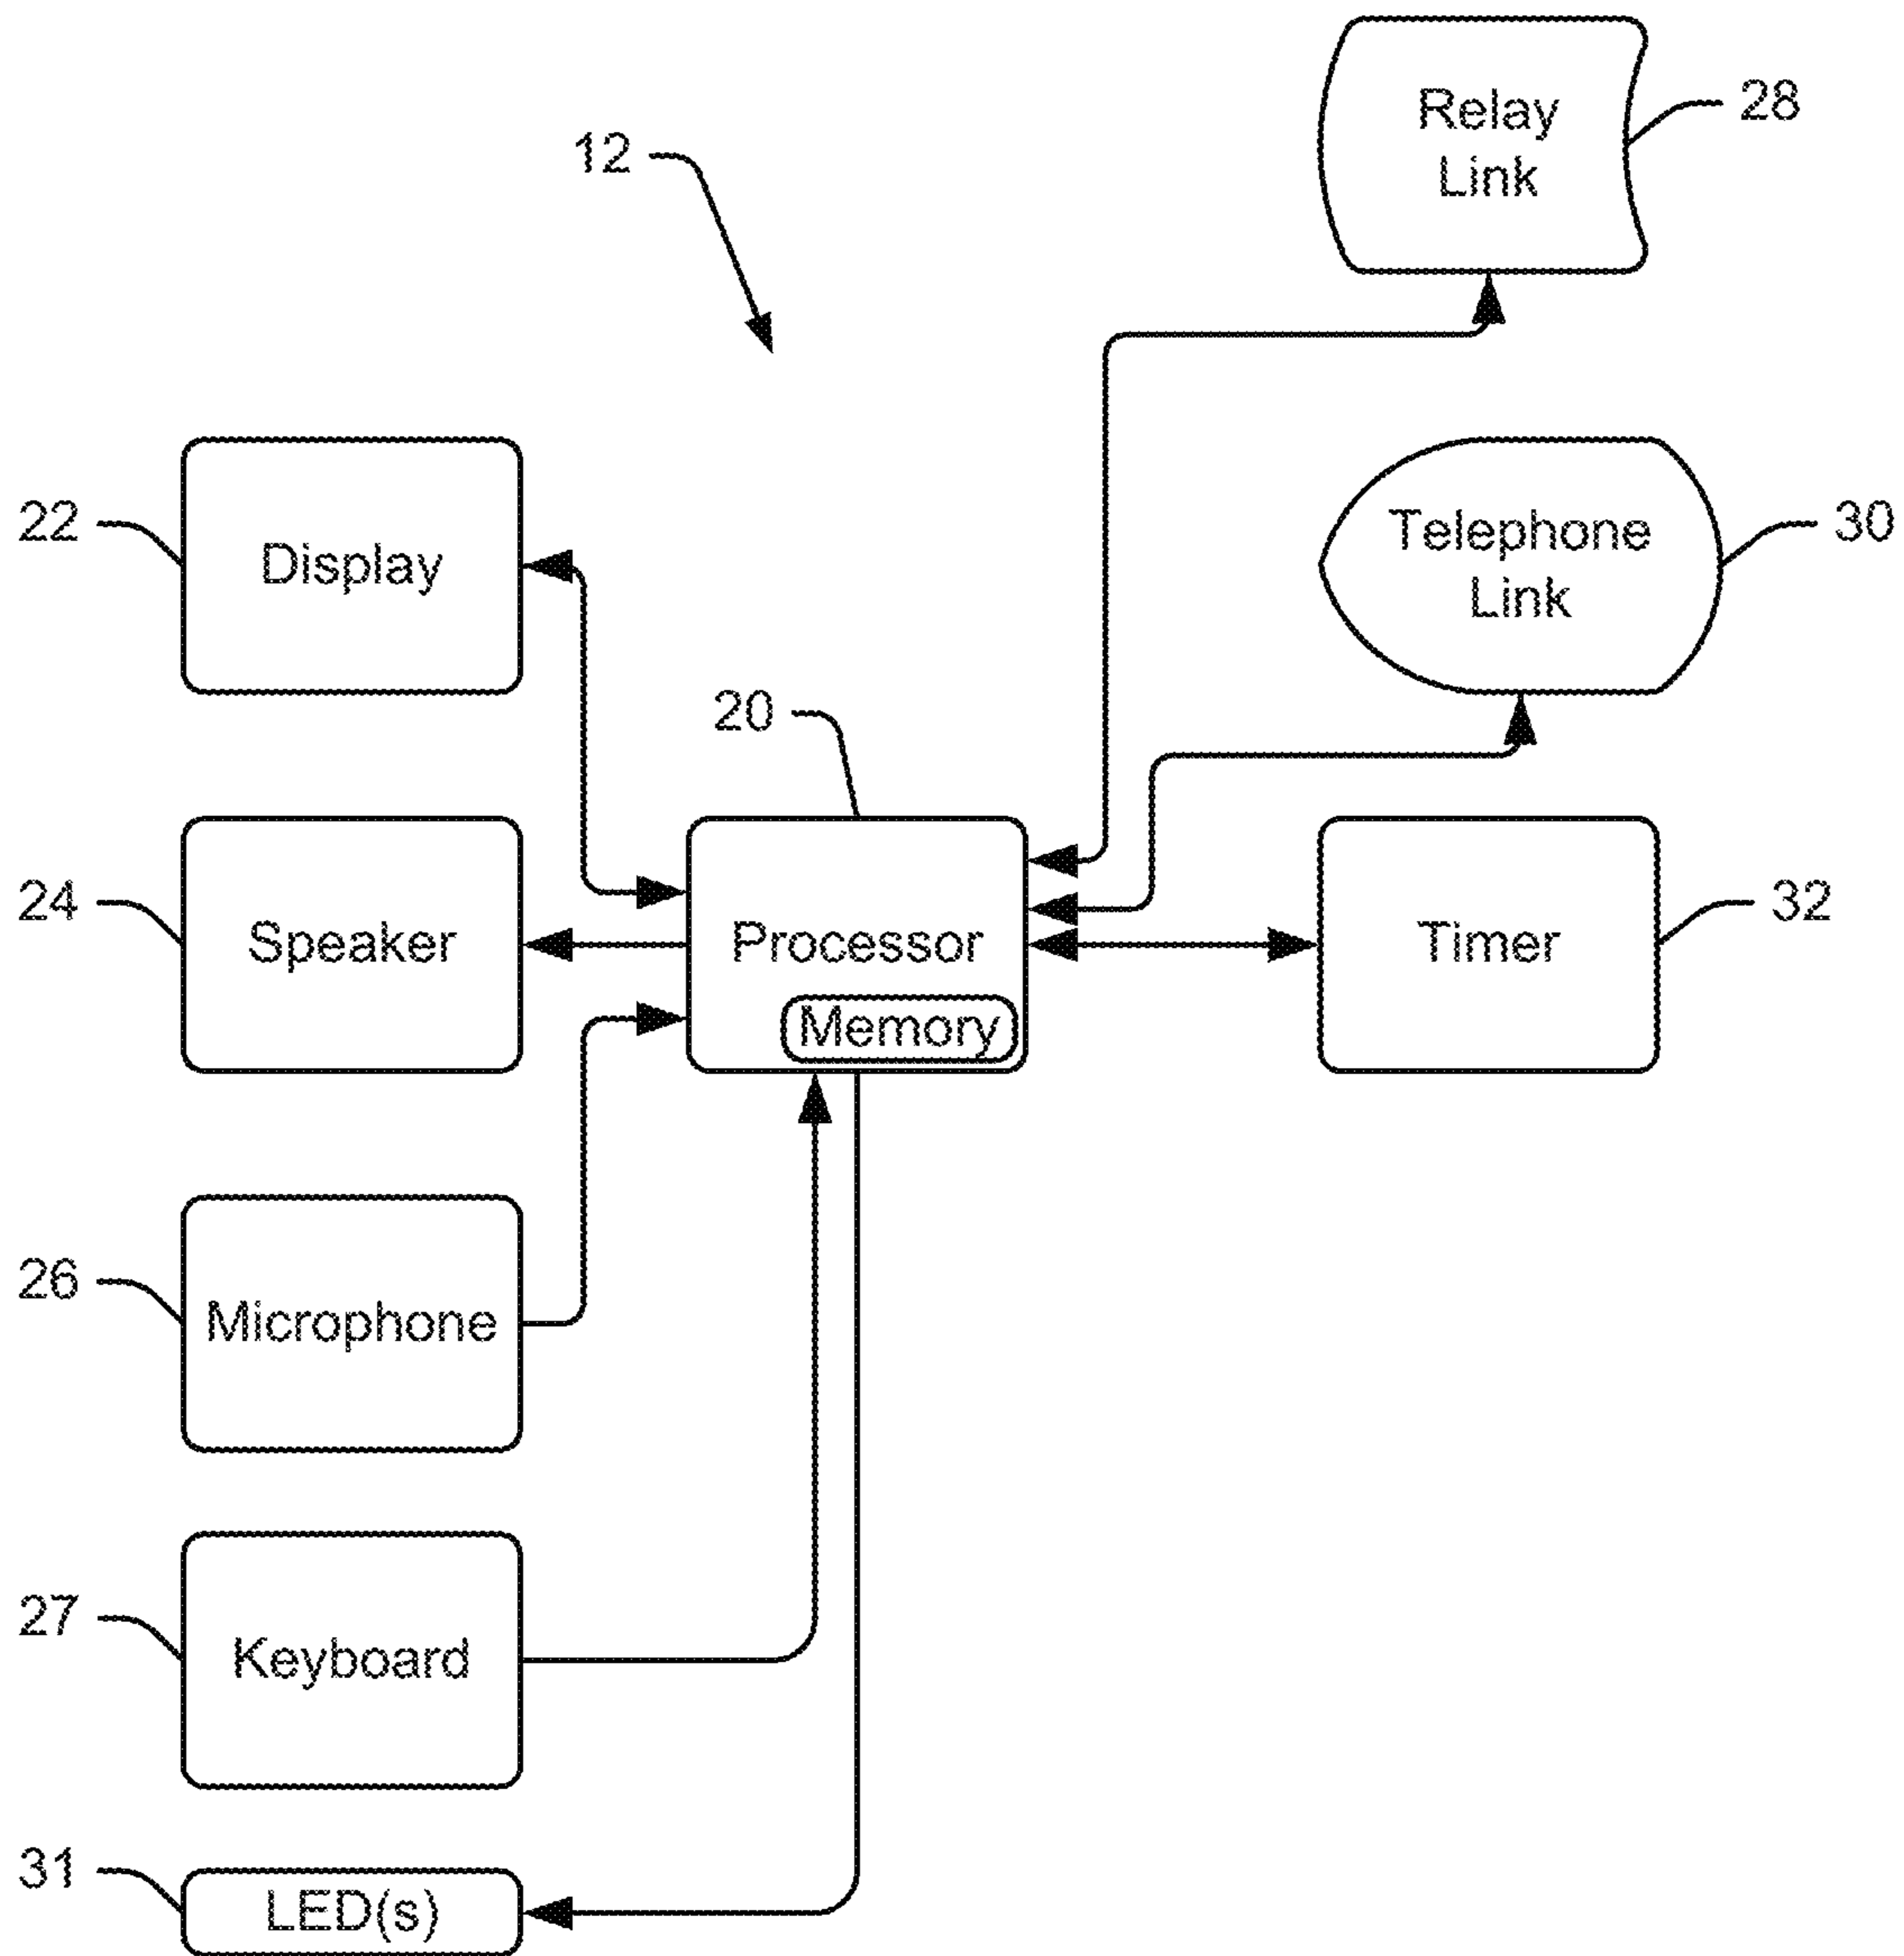 28
Relay
Link
12
22
Display
Telephone
Link
30
20
24
Speaker
Processor
Memory
Timer
32
26
Microphone
27
Keyboard
31
LED(s)